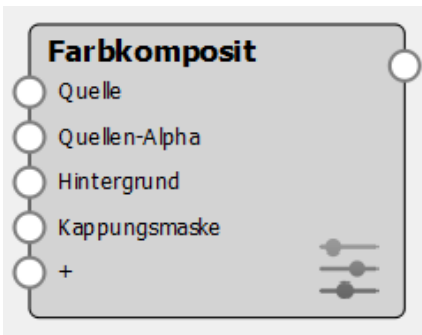 Farbkomposit
Quelle
Quellen-Alpha
Hintergrund
Kappungsmaske
+